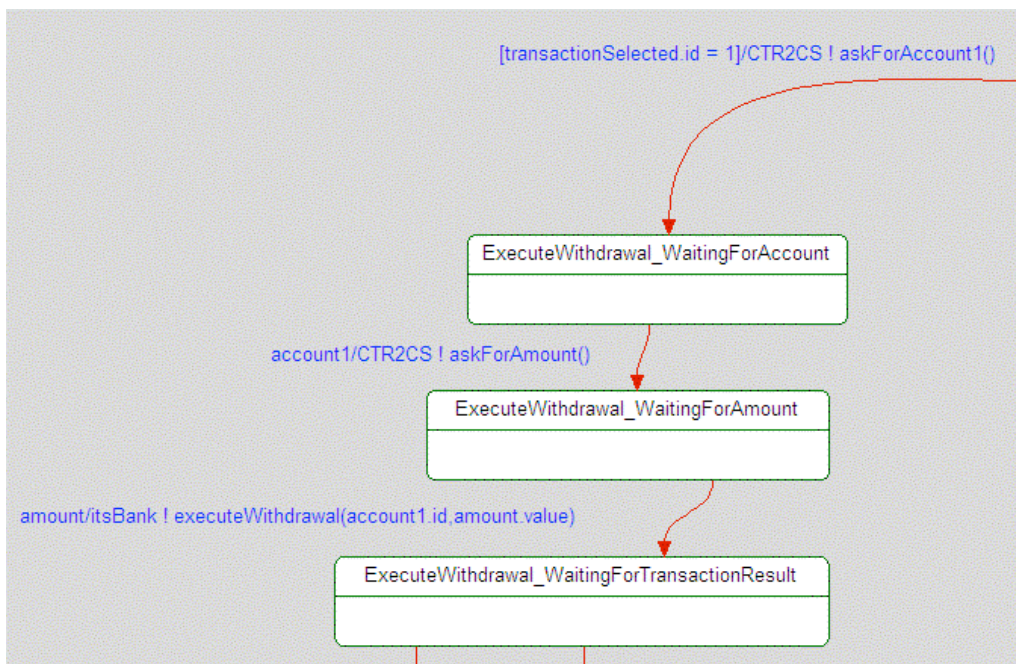 [transactionSelected.id = 1]/CTR2CS ! askForAccount1()
ExecuteWithdrawal_WaitingForAccount
account1/CTR2CS ! askForAmount()
ExecuteWithdrawal_WaitingForAmount
amount/itsBank ! executeWithdrawal(account1.id,amount.value)
ExecuteWithdrawal_WaitingForTransactionResult